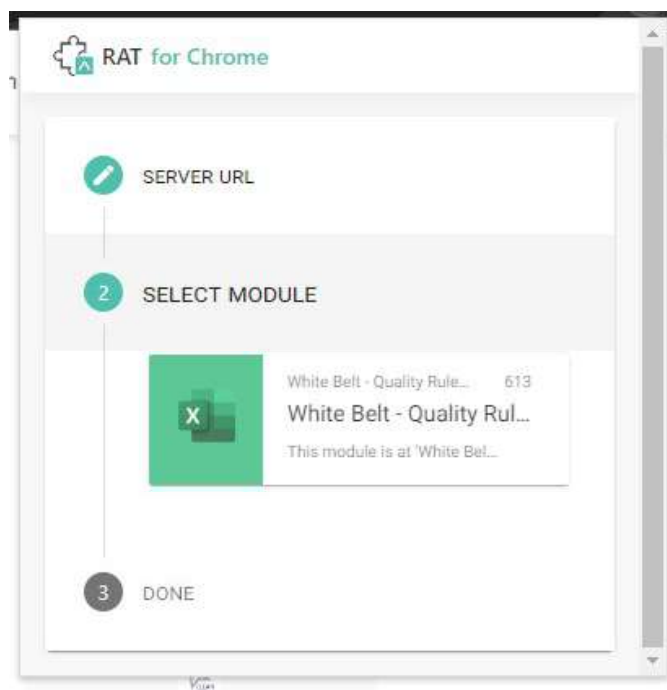 RAT for Chrome
SERVER URL
2
SELECT MODULE
White Belt - Quality Rule... 613
X
White Belt - Quality Rul...
This module is at 'White Bel...
3
DONE